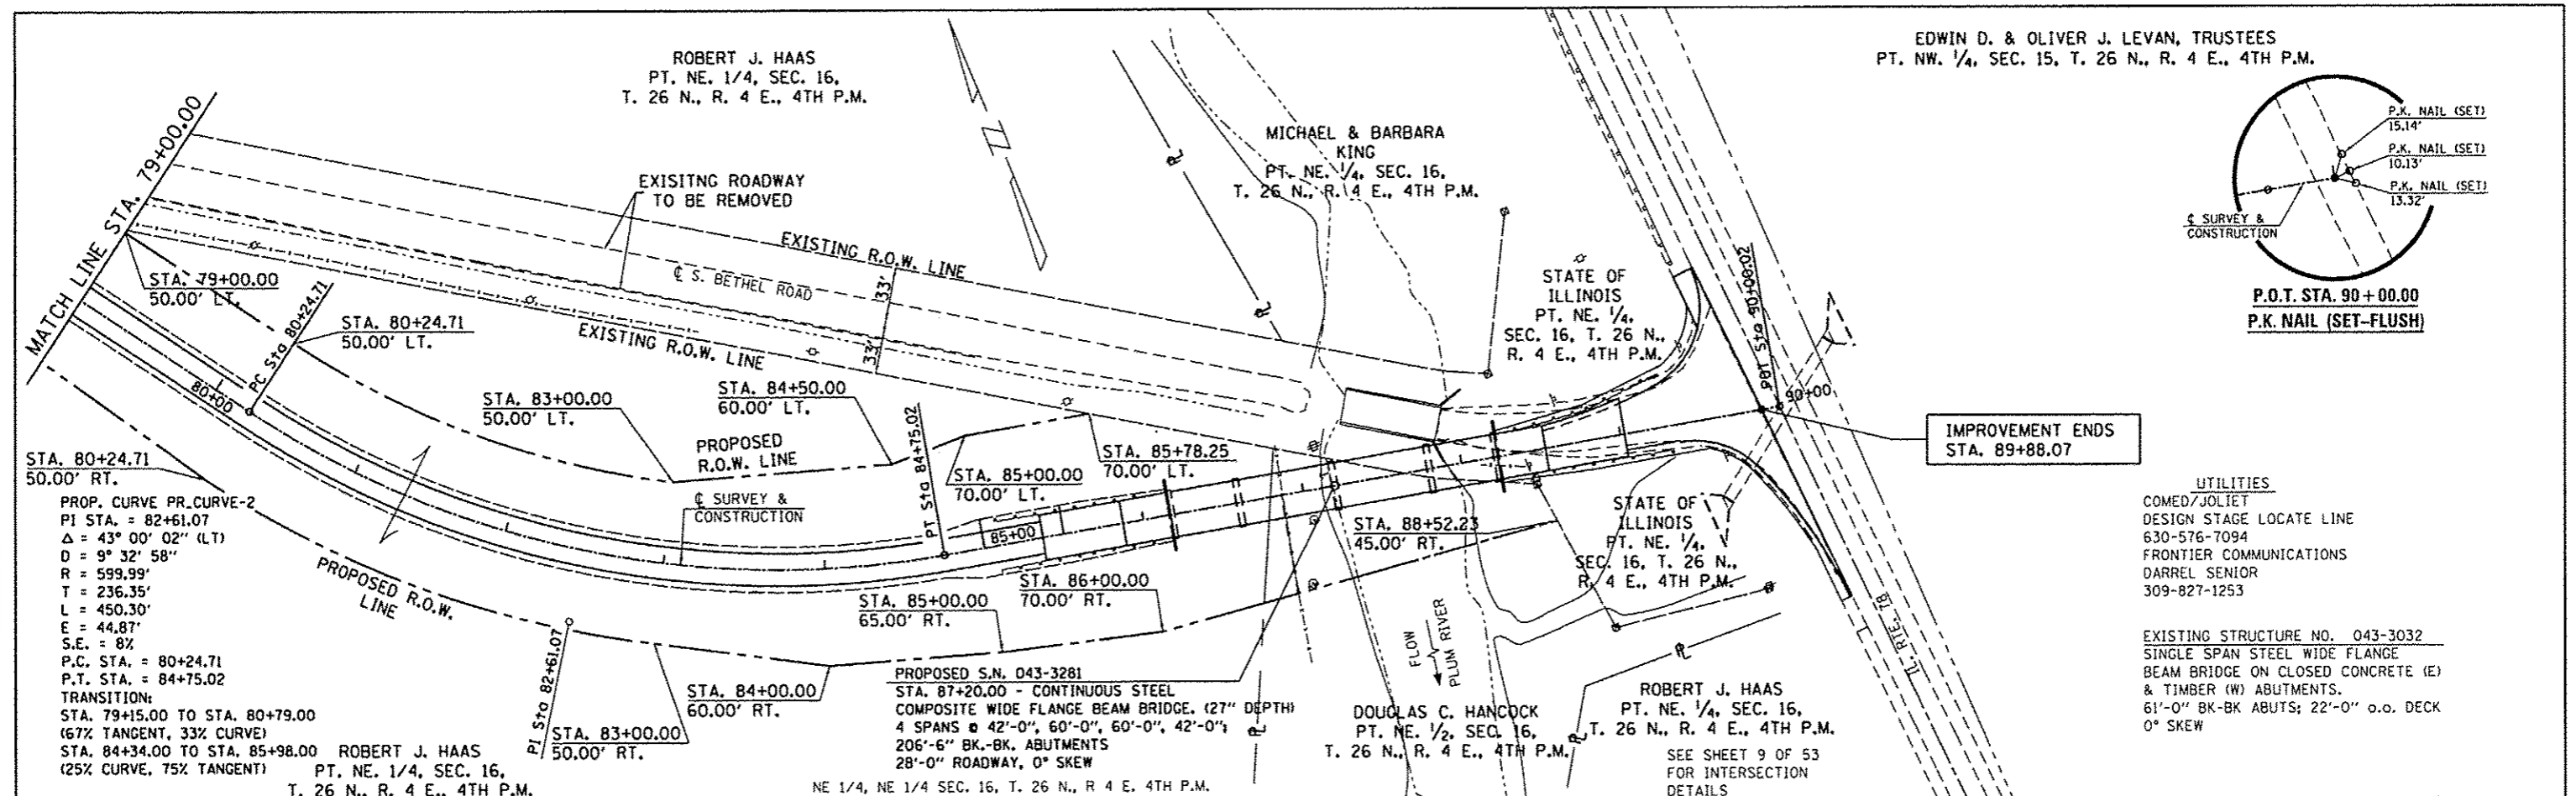 ROBERT J. HAAS
PT. NE. 1/4, SEC. 16,
T. 26 N., R. 4 E., 4TH P.M.
EDWIN D. & OLIVER J. LEVAN, TRUSTEES
PT. NW. 1/4, SEC. 15, T. 26 N., R. 4 E., 4TH P.M.
MATCH LINE STA. 79+00.00
EXISITNG ROADWAY
TO BE REMOVED
MICHAEL & BARBARA
KING
PT. NE. 1/4, SEC. 16,
T. 26 N., R. 4 E., 4TH P.M.
P.K. NAIL (SET)
15.14'
P.K. NAIL (SET)
10.13'
P.K. NAIL (SET)
13.32'
℄ SURVEY &
CONSTRUCTION
P.O.T. STA. 90+00.00
P.K. NAIL (SET-FLUSH)
EXISTING R.O.W. LINE
℄ S. BETHEL ROAD
33'
33'
EXISTING R.O.W. LINE
STA. 79+00.00
50.00' LT.
PC Sta 80+24.71
STA. 80+24.71
50.00' LT.
80+00
STATE OF
ILLINOIS
PT. NE. 1/4,
SEC. 16, T. 26 N.,
R. 4 E., 4TH P.M.
POT Sta 90+00.02
90+00
IMPROVEMENT ENDS
STA. 89+88.07
STA. 83+00.00
50.00' LT.
STA. 84+50.00
60.00' LT.
PROPOSED
R.O.W. LINE
PT Sta 84+75.02
STA. 85+00.00
70.00' LT.
STA. 85+78.25
70.00' LT.
℄ SURVEY &
CONSTRUCTION
85+00
STA. 88+52.23
45.00' RT.
STATE OF
ILLINOIS
PT. NE. 1/4,
SEC. 16, T. 26 N.,
R. 4 E., 4TH P.M.
STA. 80+24.71
50.00' RT.
PROP. CURVE PR_CURVE-2
PI STA. = 82+61.07
Δ = 43° 00' 02" (LT)
D = 9° 32' 58"
R = 599.99'
T = 236.35'
L = 450.30'
E = 44.87'
S.E. = 8%
P.C. STA. = 80+24.71
P.T. STA. = 84+75.02
TRANSITION:
STA. 79+15.00 TO STA. 80+79.00
(67% TANGENT, 33% CURVE)
STA. 84+34.00 TO STA. 85+98.00
(25% CURVE, 75% TANGENT)
ROBERT J. HAAS
PT. NE. 1/4, SEC. 16,
T. 26 N., R. 4 E., 4TH P.M.
PROPOSED R.O.W.
LINE
PI Sta 82+61.07
STA. 83+00.00
50.00' RT.
STA. 84+00.00
60.00' RT.
STA. 85+00.00
65.00' RT.
STA. 86+00.00
70.00' RT.
PROPOSED S.N. 043-3281
STA. 87+20.00 - CONTINUOUS STEEL
COMPOSITE WIDE FLANGE BEAM BRIDGE. (27" DEPTH)
4 SPANS @ 42'-0", 60'-0", 60'-0", 42'-0";
206'-6" BK.-BK. ABUTMENTS
28'-0" ROADWAY, 0° SKEW
NE 1/4, NE 1/4 SEC. 16, T. 26 N., R 4 E, 4TH P.M.
FLOW
PLUM RIVER
DOUGLAS C. HANCOCK
PT. NE. 1/2, SEC. 16,
T. 26 N., R. 4 E., 4TH P.M.
ROBERT J. HAAS
PT. NE. 1/4, SEC. 16,
T. 26 N., R. 4 E., 4TH P.M.
SEE SHEET 9 OF 53
FOR INTERSECTION
DETAILS
IL. RTE. 78
UTILITIES
COMED/JOLIET
DESIGN STAGE LOCATE LINE
630-576-7094
FRONTIER COMMUNICATIONS
DARREL SENIOR
309-827-1253
EXISTING STRUCTURE NO. 043-3032
SINGLE SPAN STEEL WIDE FLANGE
BEAM BRIDGE ON CLOSED CONCRETE (E)
& TIMBER (W) ABUTMENTS.
61'-0" BK-BK ABUTS; 22'-0" o.o. DECK
0° SKEW